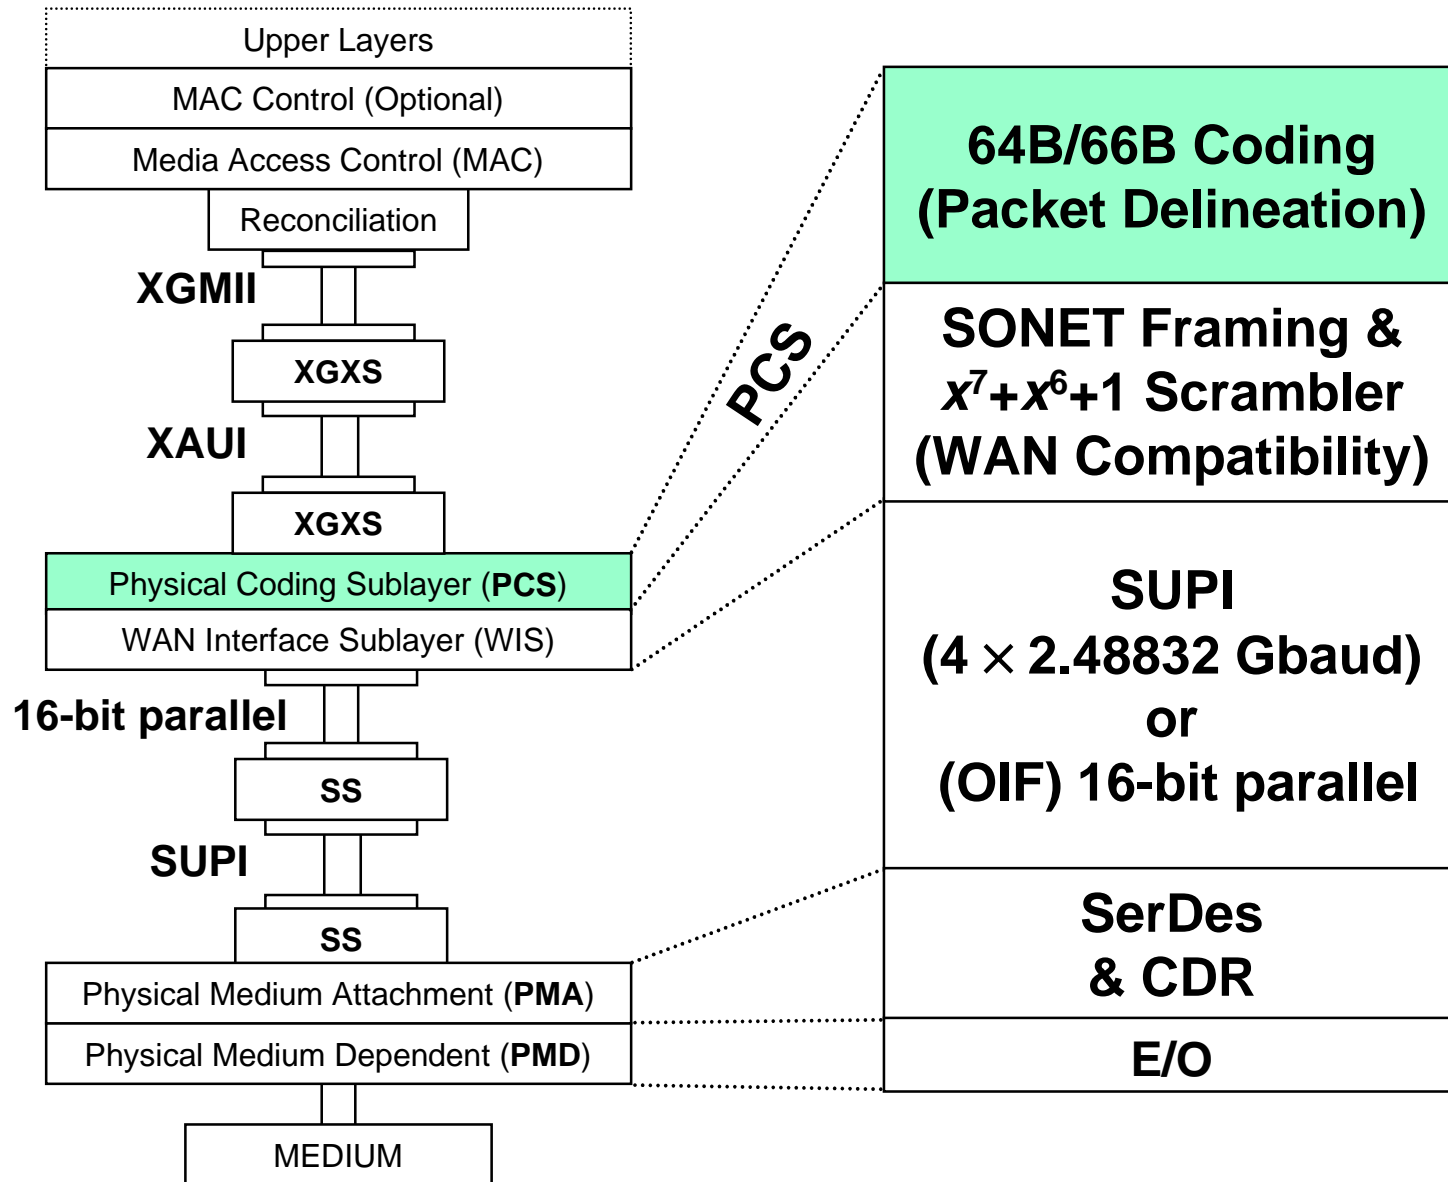 Upper Layers
MAC Control (Optional)
Media Access Control (MAC)
Reconciliation
XGMII
XGXS
XAUI
XGXS
Physical Coding Sublayer (PCS)
WAN Interface Sublayer (WIS)
16-bit parallel
SS
SUPI
SS
Physical Medium Attachment (PMA)
Physical Medium Dependent (PMD)
MEDIUM
PCS
64B/66B Coding
(Packet Delineation)
SONET Framing &
x⁷+x⁶+1 Scrambler
(WAN Compatibility)
SUPI
(4 × 2.48832 Gbaud)
or
(OIF) 16-bit parallel
SerDes
& CDR
E/O